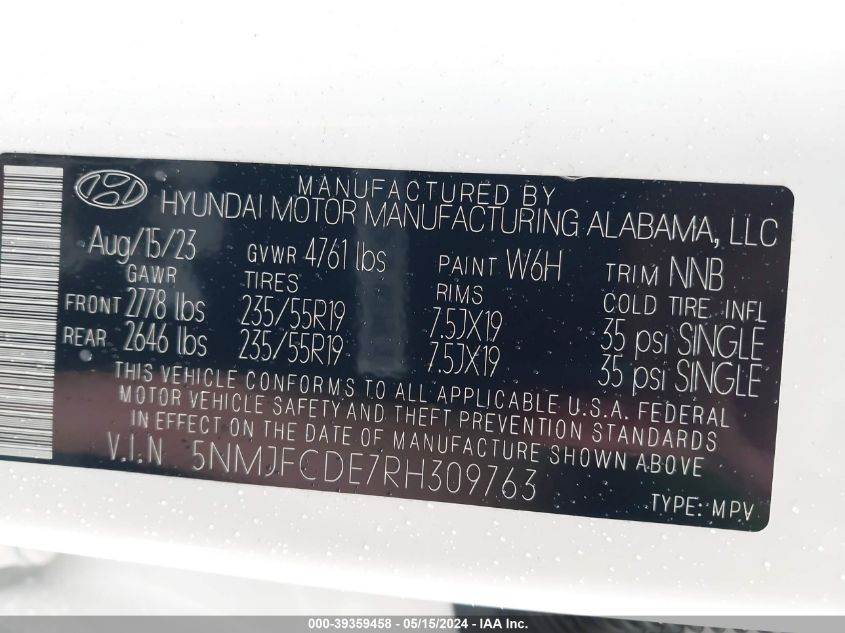 MANUFACTURED BY
HYUNDAI MOTOR MANUFACTURING ALABAMA, LLC
Aug/15/23 GVWR 4761 lbs PAINT W6H TRIM NNB
GAWR TIRES RIMS COLD TIRE INFL
FRONT 2778 lbs 235/55R19 7.5JX19 35 psi SINGLE
REAR 2646 lbs 235/55R19 7.5JX19 35 psi SINGLE
THIS VEHICLE CONFORMS TO ALL APPLICABLE U.S.A. FEDERAL
MOTOR VEHICLE SAFETY AND THEFT PREVENTION STANDARDS
IN EFFECT ON THE DATE OF MANUFACTURE SHOWN ABOVE.
V.I.N 5NMJFCDE7RH309763
TYPE: MPV
000-39359458 - 05/15/2024 - IAA Inc.